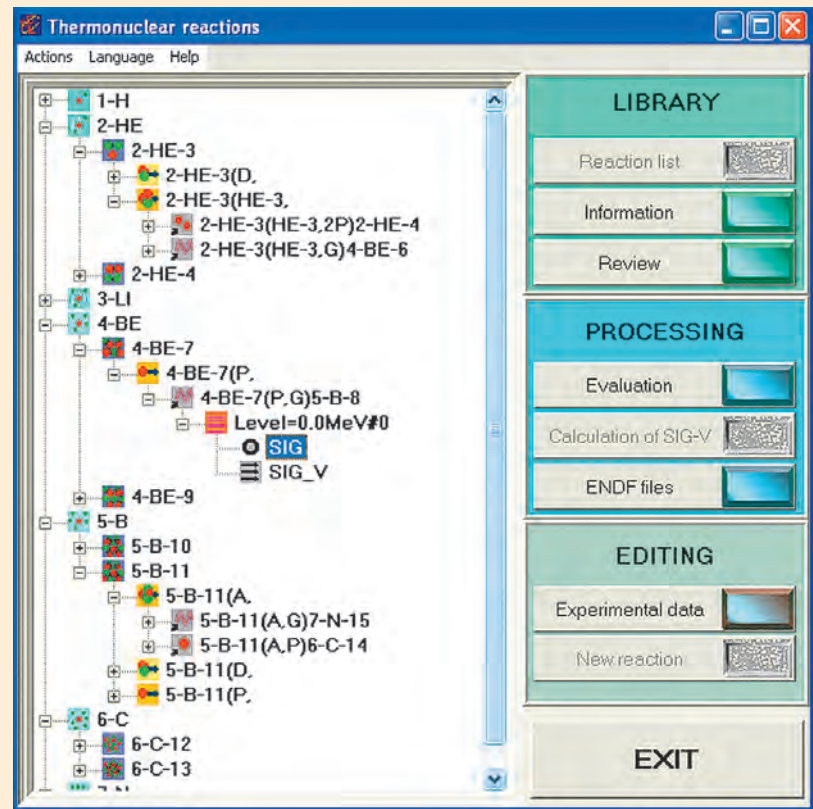 Thermonuclear reactions
Actions Language Help
1-H
2-HE
2-HE-3
2-HE-3(D,
2-HE-3(HE-3,
2-HE-3(HE-3,2P)2-HE-4
2-HE-3(HE-3,G)4-BE-6
2-HE-4
3-LI
4-BE
4-BE-7
4-BE-7(P,
4-BE-7(P,G)5-B-8
Level=0.0MeV#0
SIG
SIG_V
4-BE-9
5-B
5-B-10
5-B-11
5-B-11(A,
5-B-11(A,G)7-N-15
5-B-11(A,P)6-C-14
5-B-11(D,
5-B-11(P,
6-C
6-C-12
6-C-13
7-N
LIBRARY
Reaction list
Information
Review
PROCESSING
Evaluation
Calculation of SIG-V
ENDF files
EDITING
Experimental data
New reaction
EXIT